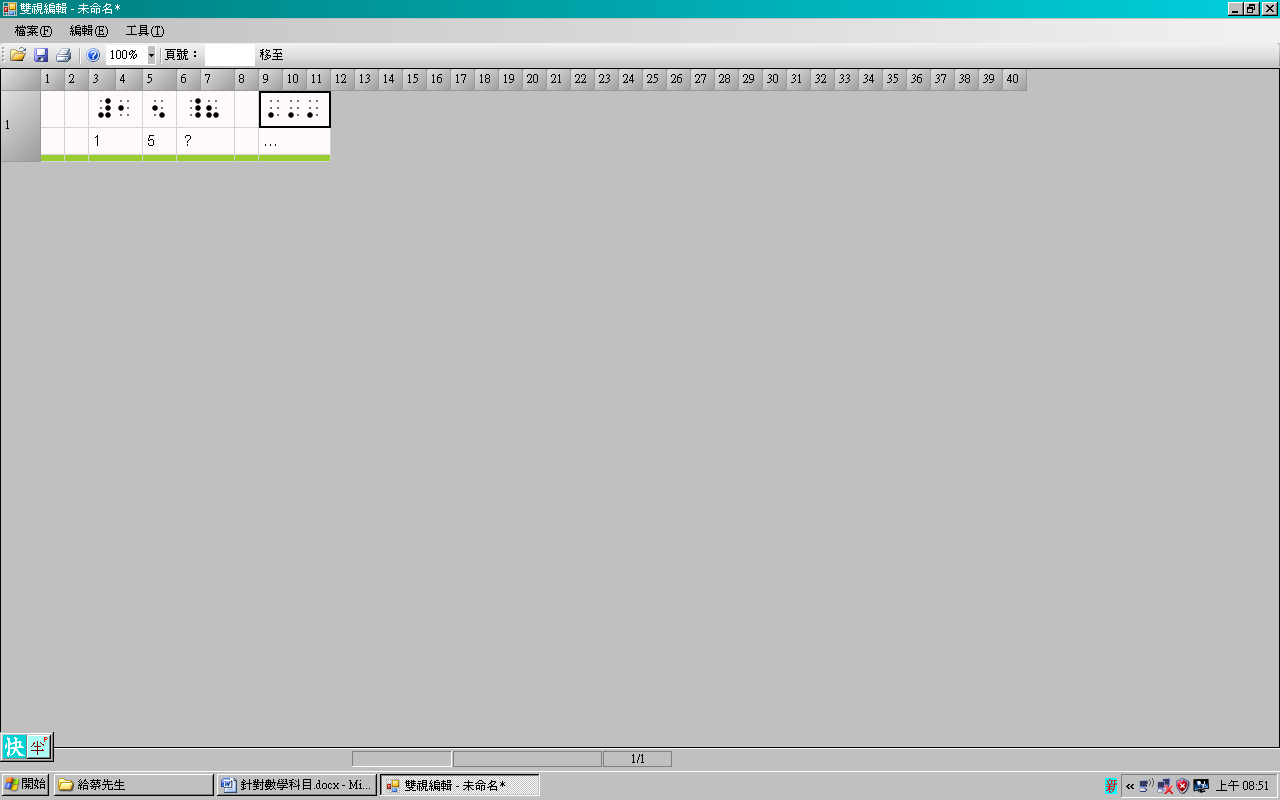 雙視編輯 - 未命名*
檔案(F) 編輯(E) 工具(T)
100% 頁號： 移至
1 2 3 4 5 6 7 8 9 10 11 12 13 14 15 16 17 18 19 20 21 22 23 24 25 26 27 28 29 30 31 32 33 34 35 36 37 38 39 40
1
⠼⠂ ⠢ ⠸⠦ ⠄⠄⠄
1 5 ? ...
快 半 P
1/1
開始 給蔡先生 針對數學科目.docx - Mi... 雙視編輯 - 未命名* 新 « 上午 08:51